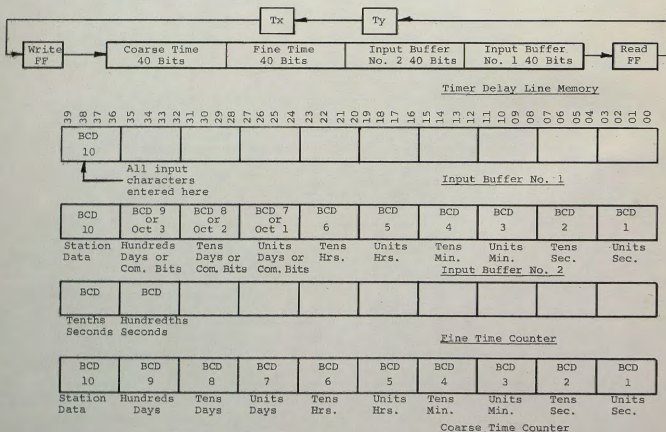 Tx Ty
Write FF
Coarse Time 40 Bits
Fine Time 40 Bits
Input Buffer No. 2 40 Bits
Input Buffer No. 1 40 Bits
Read FF
Timer Delay Line Memory
39 38 37 36 35 34 33 32 31 30 29 28 27 26 25 24 23 22 21 20 19 18 17 16 15 14 13 12 11 10 09 08 07 06 05 04 03 02 01 00
BCD 10
All input characters entered here
Input Buffer No. 1
BCD 10
BCD 9 or Oct 3
BCD 8 or Oct 2
BCD 7 or Oct 1
BCD 6
BCD 5
BCD 4
BCD 3
BCD 2
BCD 1
Station Data
Hundreds Days or Com. Bits
Tens Days or Com. Bits
Units Days or Com. Bits
Tens Hrs.
Units Hrs.
Tens Min.
Units Min.
Tens Sec.
Units Sec.
Input Buffer No. 2
BCD BCD
Tenths Seconds
Hundredths Seconds
Fine Time Counter
BCD 10
BCD 9
BCD 8
BCD 7
BCD 6
BCD 5
BCD 4
BCD 3
BCD 2
BCD 1
Station Data
Hundreds Days
Tens Days
Units Days
Tens Hrs.
Units Hrs.
Tens Min.
Units Min.
Tens Sec.
Units Sec.
Coarse Time Counter